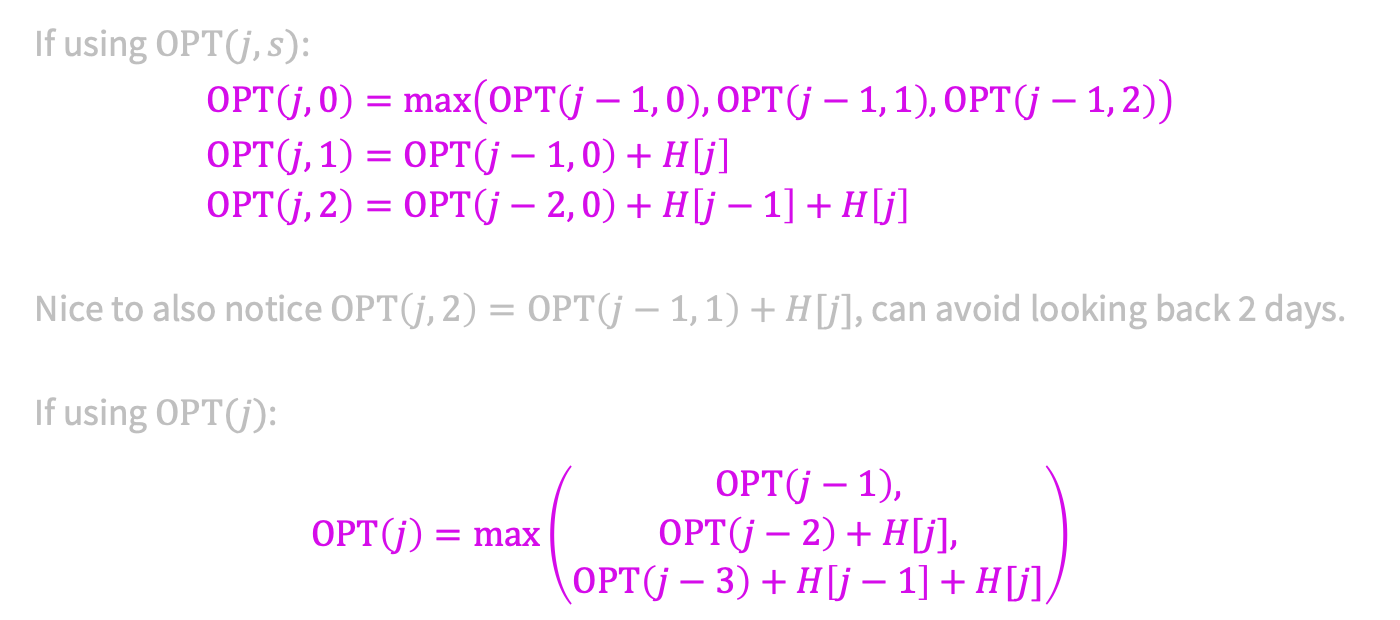 If using OPT(j, s):
OPT(j, 0) = max(OPT(j − 1, 0), OPT(j − 1, 1), OPT(j − 1, 2))
OPT(j, 1) = OPT(j − 1, 0) + H[j]
OPT(j, 2) = OPT(j − 2, 0) + H[j − 1] + H[j]
Nice to also notice OPT(j, 2) = OPT(j − 1, 1) + H[j], can avoid looking back 2 days.
If using OPT(j):
OPT(j − 1),
OPT(j) = max( OPT(j − 2) + H[j], )
OPT(j − 3) + H[j − 1] + H[j]